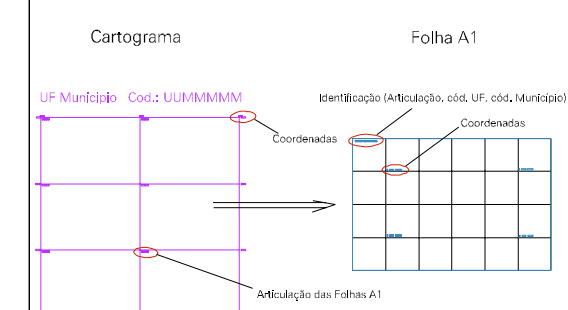 Cartograma
Folha A1
UF Município Cod.: UUMMMMM
Identificação (Articulação, cód. UF, cód. Município)
Coordenadas
Coordenadas
Articulação das Folhas A1